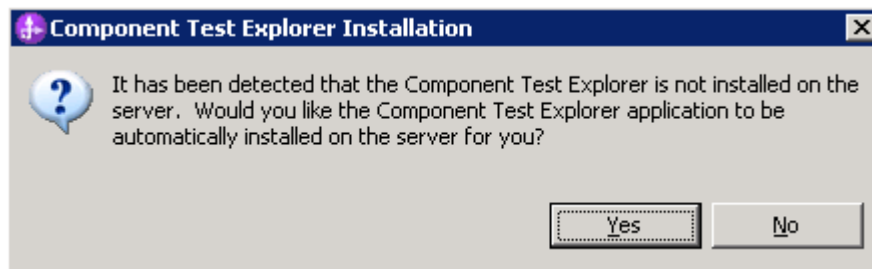 Component Test Explorer Installation
It has been detected that the Component Test Explorer is not installed on the
server.  Would you like the Component Test Explorer application to be
automatically installed on the server for you?
Yes
No